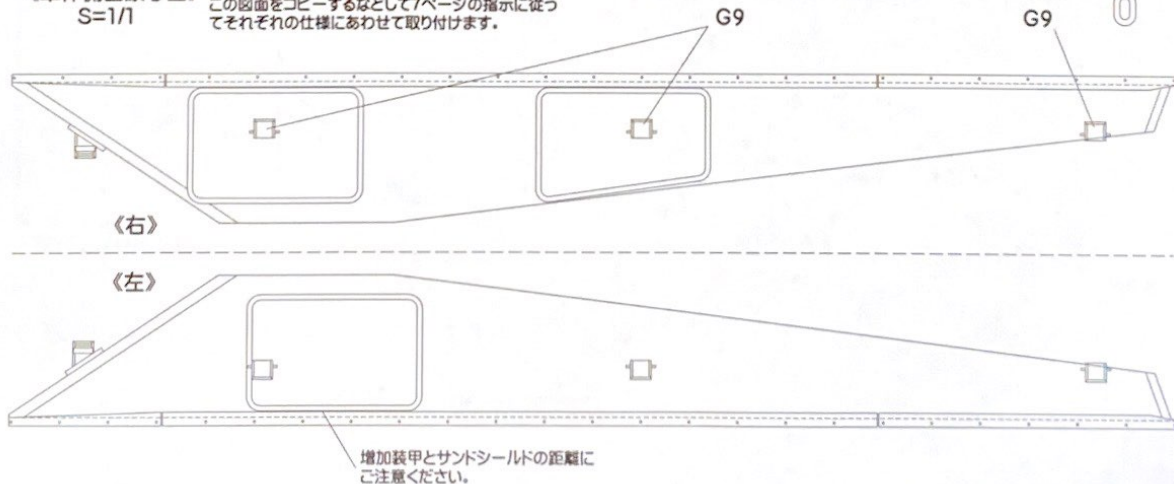 S=1/1
この図面をコピーするなどして7ページの指示に従っ
てそれぞれの仕様にあわせて取り付けます。
G9
G9
《右》
《左》
増加装甲とサンドシールドの距離に
ご注意ください。